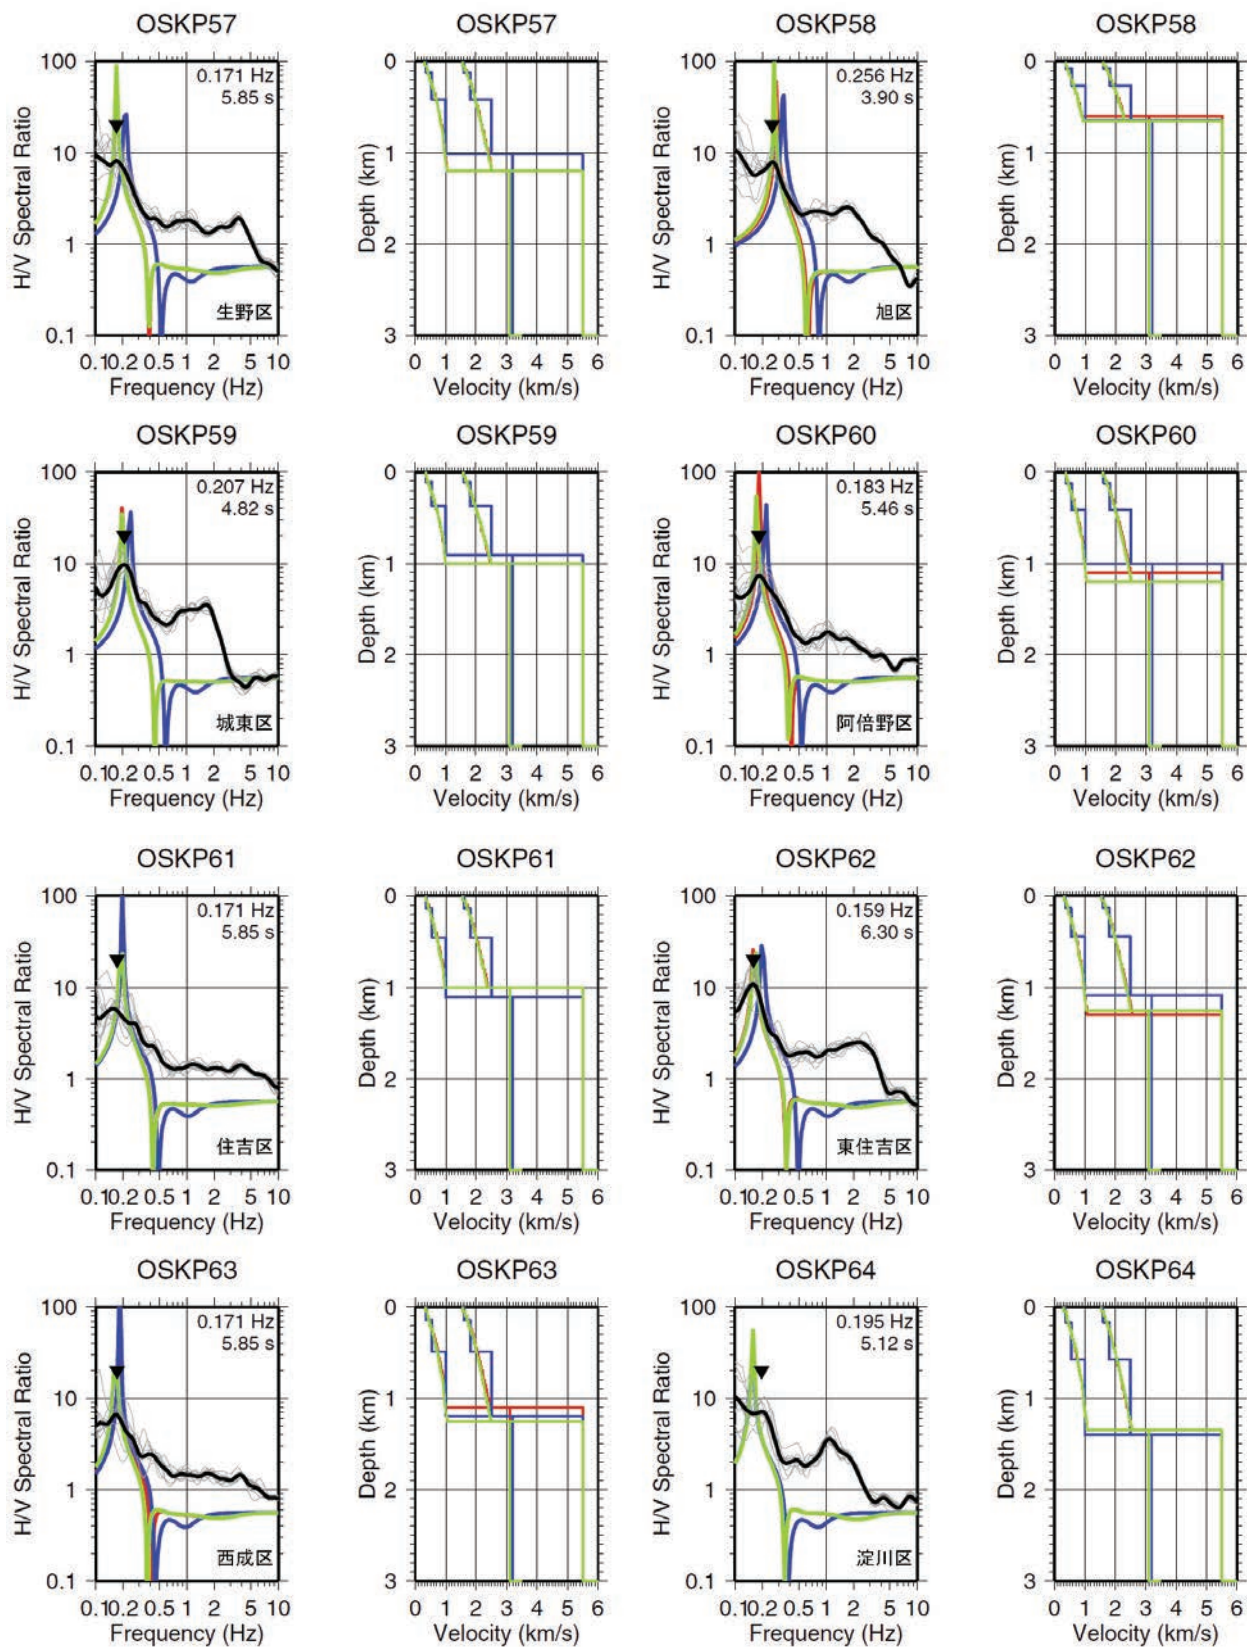 OSKP57
OSKP57
OSKP58
OSKP58
H/V Spectral Ratio
100
10
1
0.1
0.171 Hz
5.85 s
生野区
0.1 0.2 0.5 1 2 5 10
Frequency (Hz)
Depth (km)
0
1
2
3
0 1 2 3 4 5 6
Velocity (km/s)
H/V Spectral Ratio
100
10
1
0.1
0.256 Hz
3.90 s
旭区
0.1 0.2 0.5 1 2 5 10
Frequency (Hz)
Depth (km)
0
1
2
3
0 1 2 3 4 5 6
Velocity (km/s)
OSKP59
OSKP59
OSKP60
OSKP60
H/V Spectral Ratio
100
10
1
0.1
0.207 Hz
4.82 s
城東区
0.1 0.2 0.5 1 2 5 10
Frequency (Hz)
Depth (km)
0
1
2
3
0 1 2 3 4 5 6
Velocity (km/s)
H/V Spectral Ratio
100
10
1
0.1
0.183 Hz
5.46 s
阿倍野区
0.1 0.2 0.5 1 2 5 10
Frequency (Hz)
Depth (km)
0
1
2
3
0 1 2 3 4 5 6
Velocity (km/s)
OSKP61
OSKP61
OSKP62
OSKP62
H/V Spectral Ratio
100
10
1
0.1
0.171 Hz
5.85 s
住吉区
0.1 0.2 0.5 1 2 5 10
Frequency (Hz)
Depth (km)
0
1
2
3
0 1 2 3 4 5 6
Velocity (km/s)
H/V Spectral Ratio
100
10
1
0.1
0.159 Hz
6.30 s
東住吉区
0.1 0.2 0.5 1 2 5 10
Frequency (Hz)
Depth (km)
0
1
2
3
0 1 2 3 4 5 6
Velocity (km/s)
OSKP63
OSKP63
OSKP64
OSKP64
H/V Spectral Ratio
100
10
1
0.1
0.171 Hz
5.85 s
西成区
0.1 0.2 0.5 1 2 5 10
Frequency (Hz)
Depth (km)
0
1
2
3
0 1 2 3 4 5 6
Velocity (km/s)
H/V Spectral Ratio
100
10
1
0.1
0.195 Hz
5.12 s
淀川区
0.1 0.2 0.5 1 2 5 10
Frequency (Hz)
Depth (km)
0
1
2
3
0 1 2 3 4 5 6
Velocity (km/s)